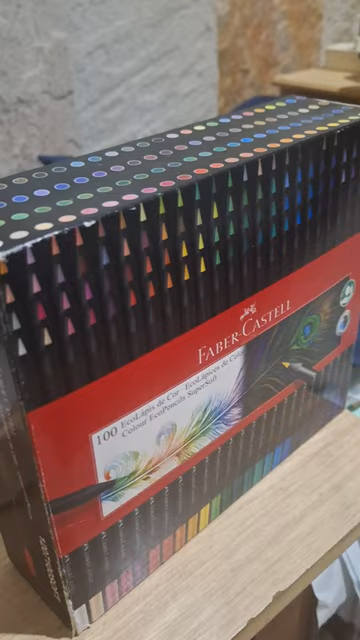 FABER-CASTELL
100 EcoLápis de Cor EcoLápices de Color
Colour EcoPencils SuperSoft